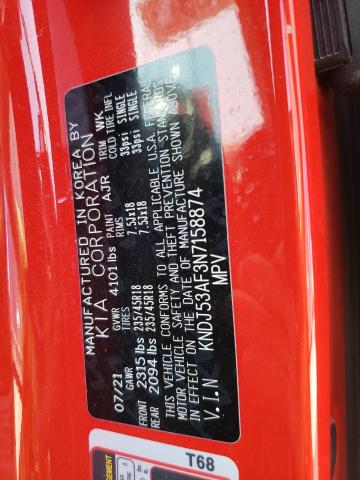 MANUFACTURED IN KOREA BY
KIA CORPORATION
07/21 GVWR 4101 lbs PAINT AJR TRIM WK
GAWR TIRES RIMS COLD TIRE INFL
FRONT 2315 lbs 235/45R18 7.5Jx18 33psi SINGLE
REAR 2094 lbs 235/45R18 7.5Jx18 33psi SINGLE
THIS VEHICLE CONFORMS TO ALL APPLICABLE U.S.A. FEDERAL
MOTOR VEHICLE SAFETY AND THEFT PREVENTION STANDARDS
IN EFFECT ON THE DATE OF MANUFACTURE SHOWN ABOVE.
V.I.N KNDJ53AF3N7158874
MPV
T68